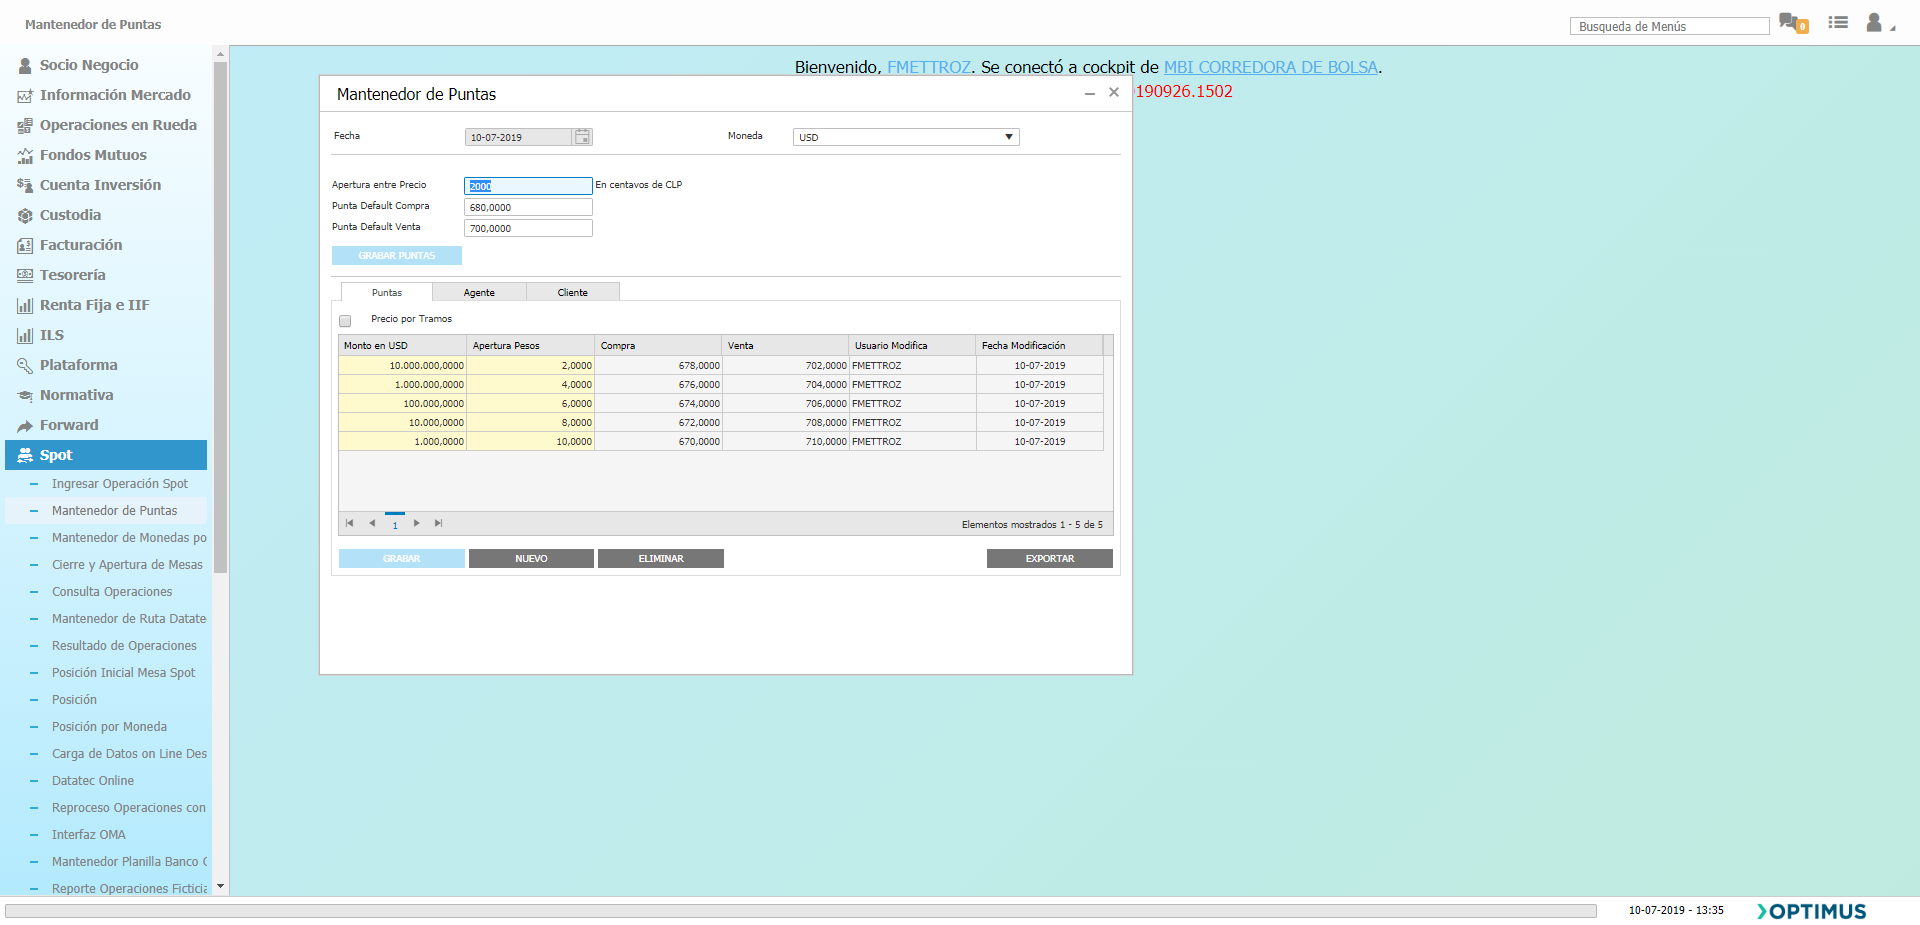 Mantenedor de Puntas
Busqueda de Menús
0
Socio Negocio
Información Mercado
Operaciones en Rueda
Fondos Mutuos
Cuenta Inversión
Custodia
Facturación
Tesorería
Renta Fija e IIF
ILS
Plataforma
Normativa
Forward
Spot
Ingresar Operación Spot
Mantenedor de Puntas
Mantenedor de Monedas po
Cierre y Apertura de Mesas
Consulta Operaciones
Mantenedor de Ruta Datate
Resultado de Operaciones
Posición Inicial Mesa Spot
Posición
Posición por Moneda
Carga de Datos on Line Des
Datatec Online
Reproceso Operaciones con
Interfaz OMA
Mantenedor Planilla Banco C
Reporte Operaciones Ficticia
Bienvenido, FMETTROZ. Se conectó a cockpit de MBI CORREDORA DE BOLSA.
190926.1502
Mantenedor de Puntas
Fecha 10-07-2019 Moneda USD
Apertura entre Precio 2000 En centavos de CLP
Punta Default Compra 680,0000
Punta Default Venta 700,0000
GRABAR PUNTAS
Puntas Agente Cliente
Precio por Tramos
Monto en USD Apertura Pesos Compra Venta Usuario Modifica Fecha Modificación
10.000.000,0000 2,0000 678,0000 702,0000 FMETTROZ 10-07-2019
1.000.000,0000 4,0000 676,0000 704,0000 FMETTROZ 10-07-2019
100.000,0000 6,0000 674,0000 706,0000 FMETTROZ 10-07-2019
10.000,0000 8,0000 672,0000 708,0000 FMETTROZ 10-07-2019
1.000,0000 10,0000 670,0000 710,0000 FMETTROZ 10-07-2019
1 Elementos mostrados 1 - 5 de 5
GRABAR NUEVO ELIMINAR EXPORTAR
10-07-2019 - 13:35 OPTIMUS